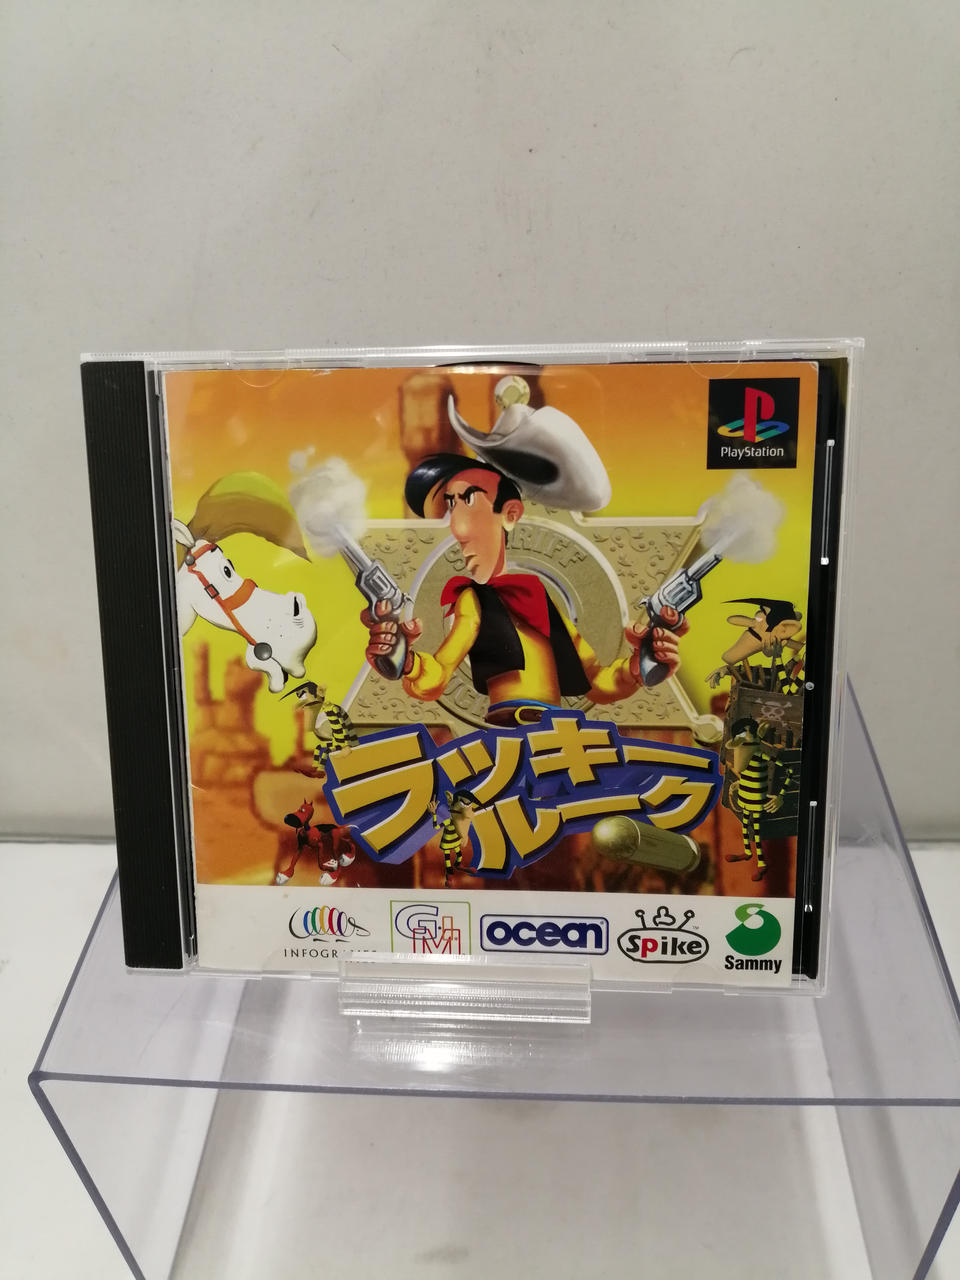 PlayStation
SHERIFF
ラッキー
ルーク
INFOGRAMES
G.M.I.
ocean
Spike
Sammy